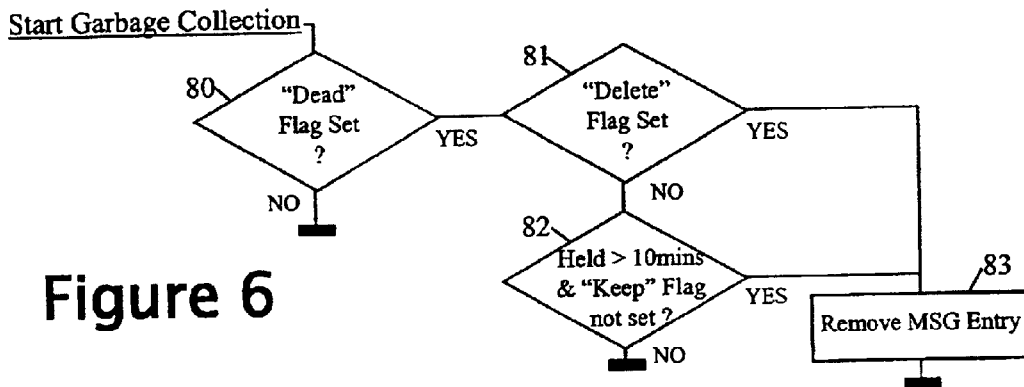 Start Garbage Collection
80
"Dead"
Flag Set
?
YES
NO
81
"Delete"
Flag Set
?
YES
NO
82
Held > 10mins
& "Keep" Flag
not set ?
YES
NO
83
Remove MSG Entry
Figure 6